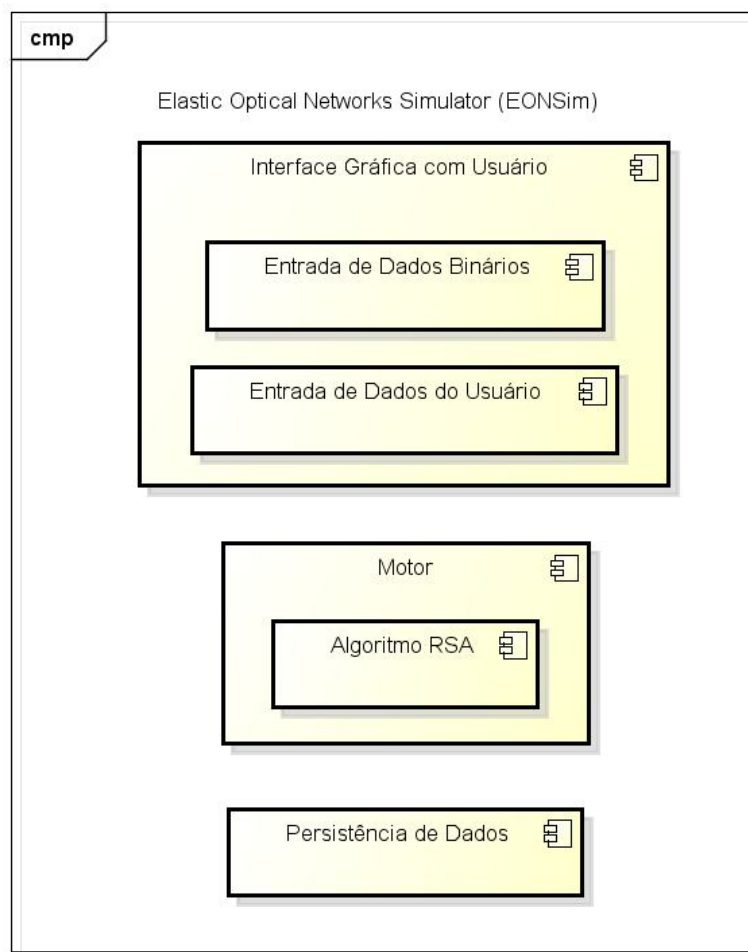 cmp
Elastic Optical Networks Simulator (EONSim)
Interface Gráfica com Usuário
Entrada de Dados Binários
Entrada de Dados do Usuário
Motor
Algoritmo RSA
Persistência de Dados